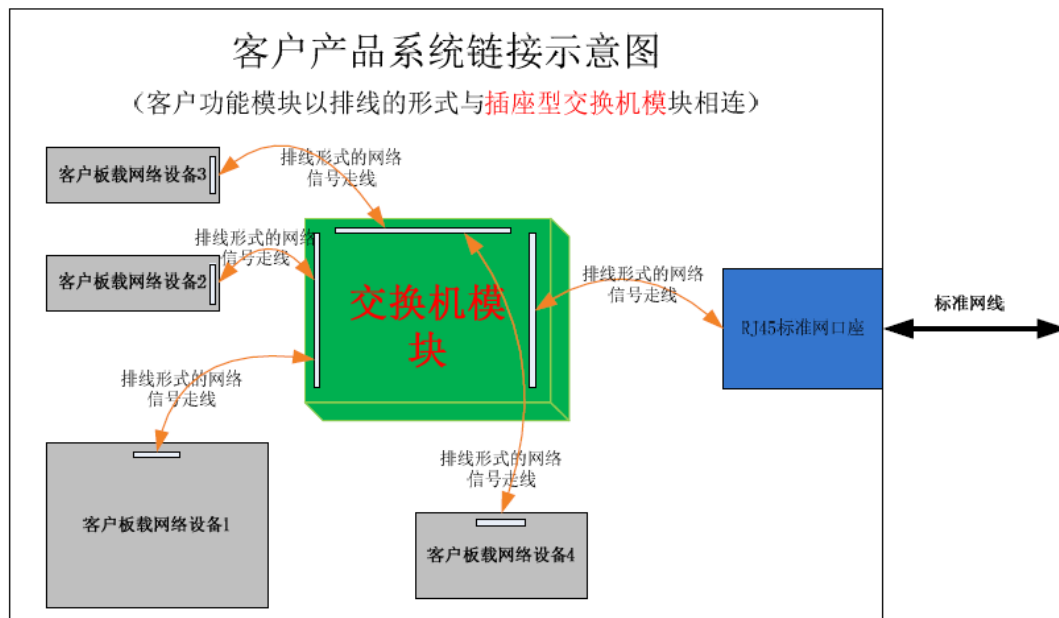 客户产品系统链接示意图
（客户功能模块以排线的形式与插座型交换机模块相连）
排线形式的网络
信号走线
客户板载网络设备3
排线形式的网络
信号走线
客户板载网络设备2
交换机模
块
排线形式的网络
信号走线
RJ45标准网口座
标准网线
排线形式的网络
信号走线
客户板载网络设备1
排线形式的网络
信号走线
客户板载网络设备4